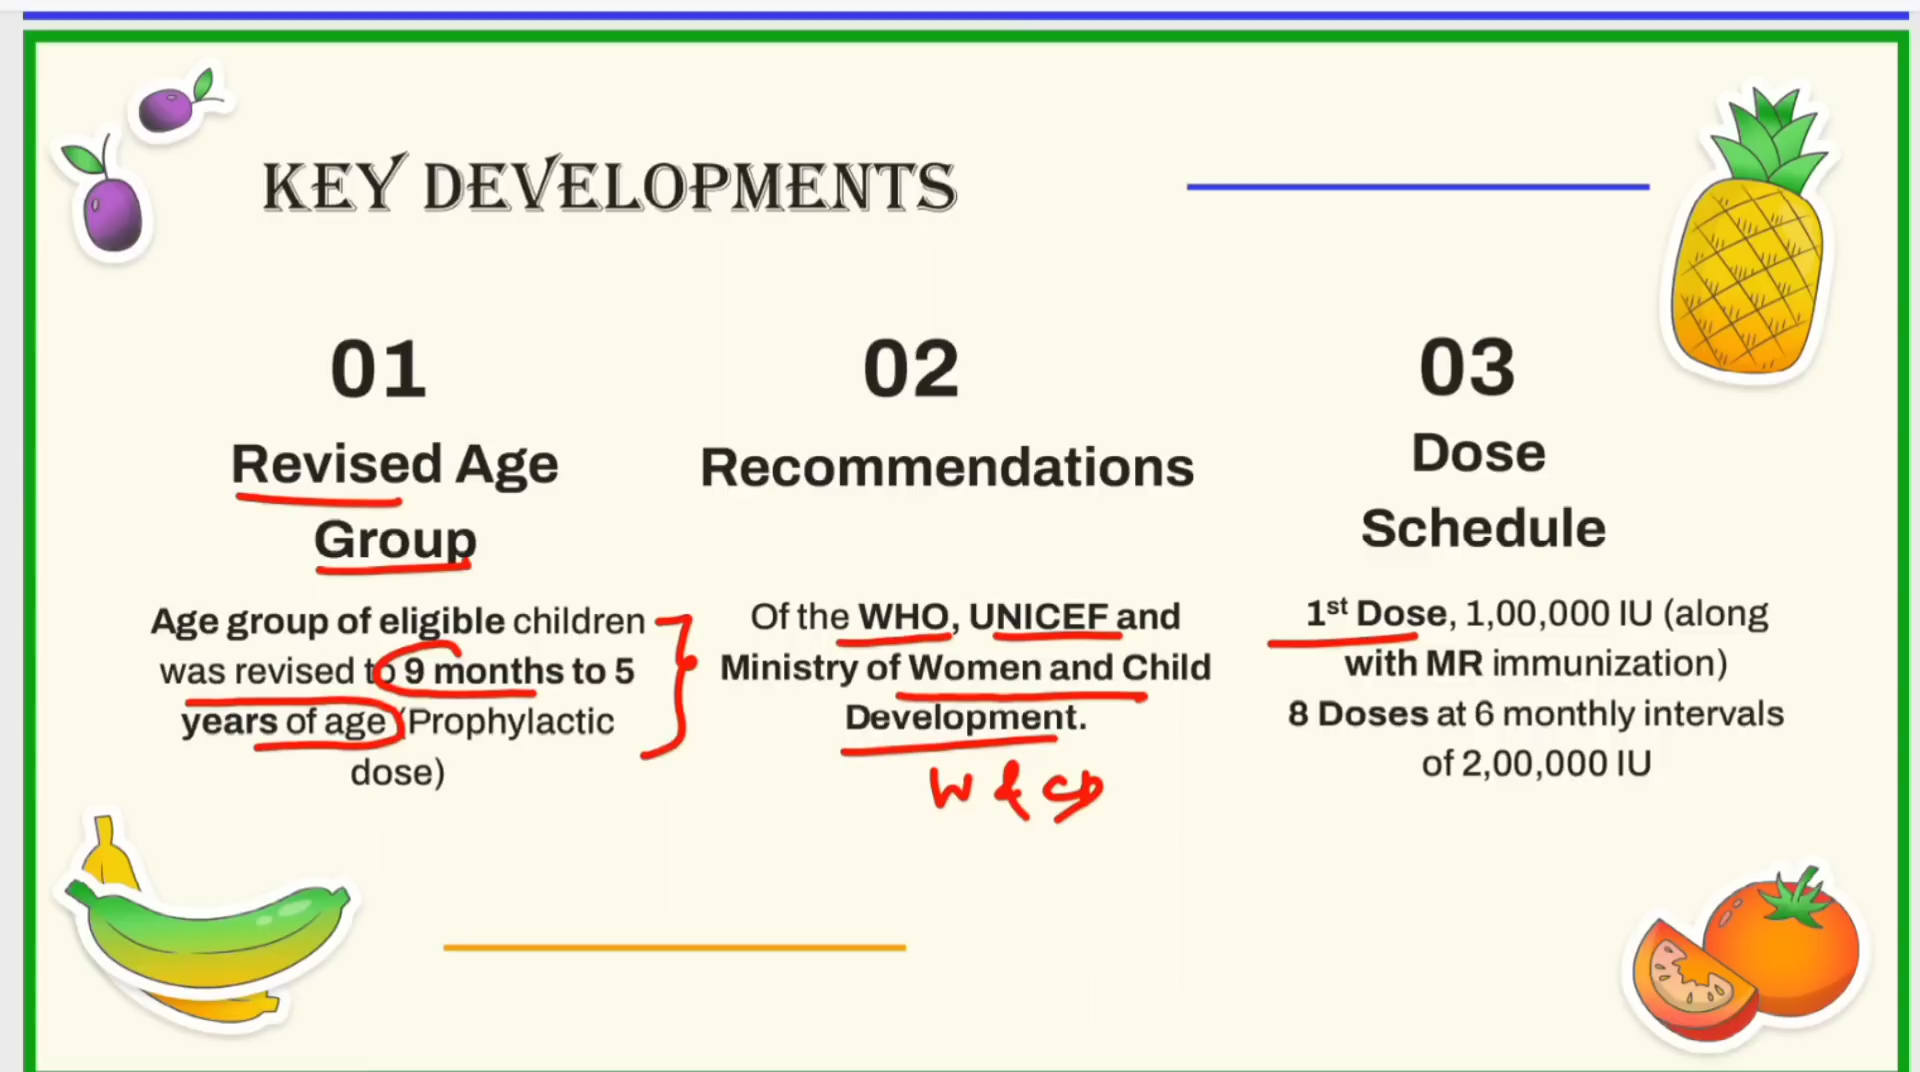 KEY DEVELOPMENTS
01
Revised Age
Group
Age group of eligible children
was revised to 9 months to 5
years of age (Prophylactic
dose)
02
Recommendations
Of the WHO, UNICEF and
Ministry of Women and Child
Development.
W & CD
03
Dose
Schedule
1st Dose, 1,00,000 IU (along
with MR immunization)
8 Doses at 6 monthly intervals
of 2,00,000 IU